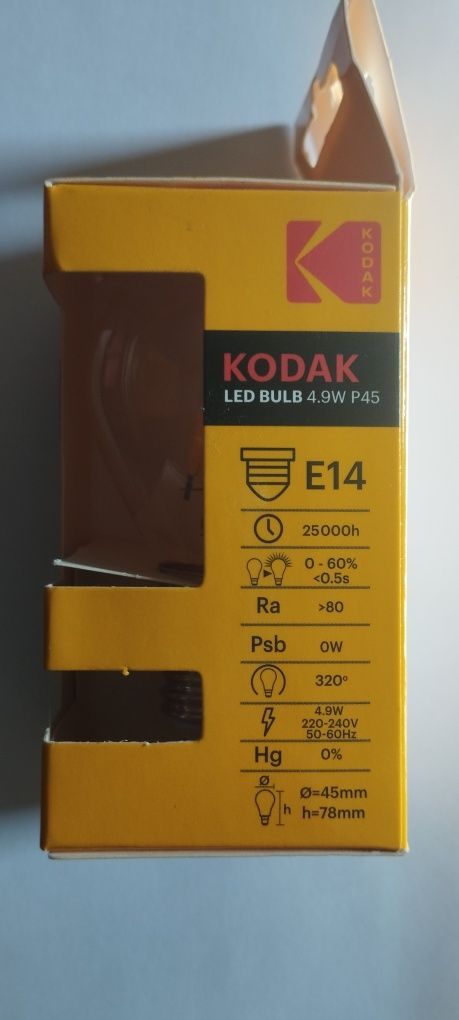 KODAK
KODAK
LED BULB 4.9W P45
E14
25000h
0 - 60%
<0.5s
Ra >80
Psb 0W
320°
4.9W
220-240V
50-60Hz
Hg 0%
Ø Ø=45mm
h h=78mm